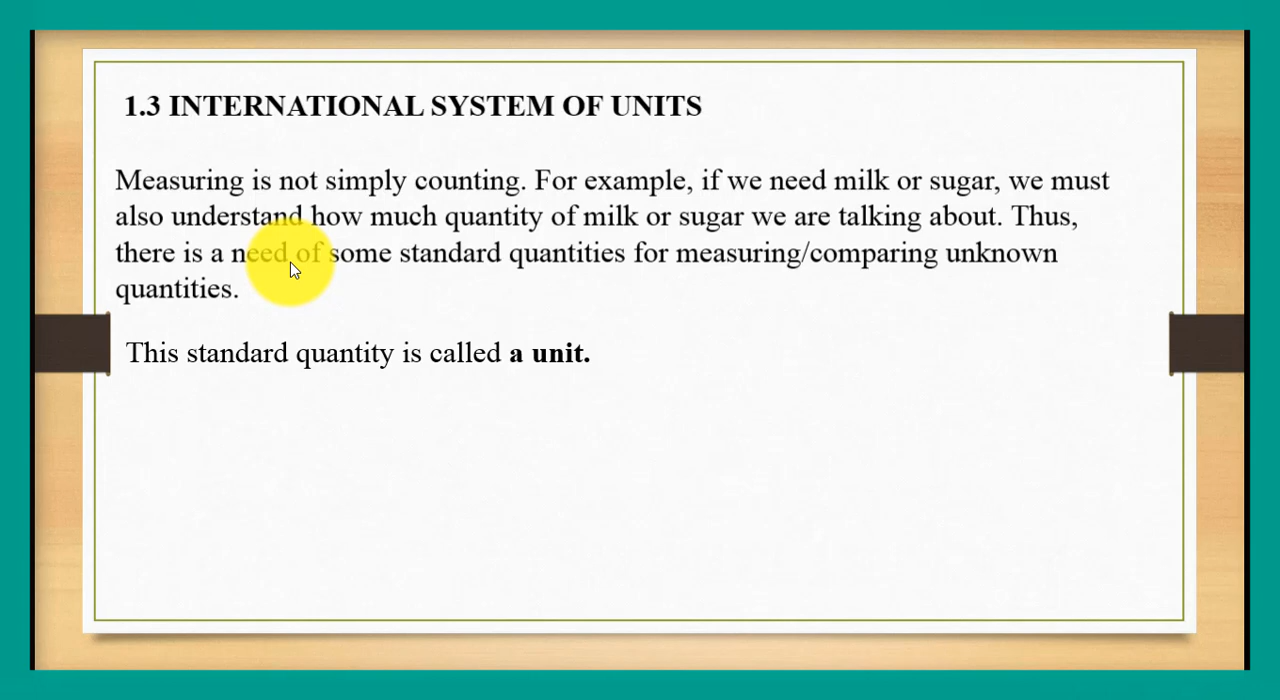 1.3 INTERNATIONAL SYSTEM OF UNITS
Measuring is not simply counting. For example, if we need milk or sugar, we must
also understand how much quantity of milk or sugar we are talking about. Thus,
there is a need of some standard quantities for measuring/comparing unknown
quantities.
This standard quantity is called a unit.